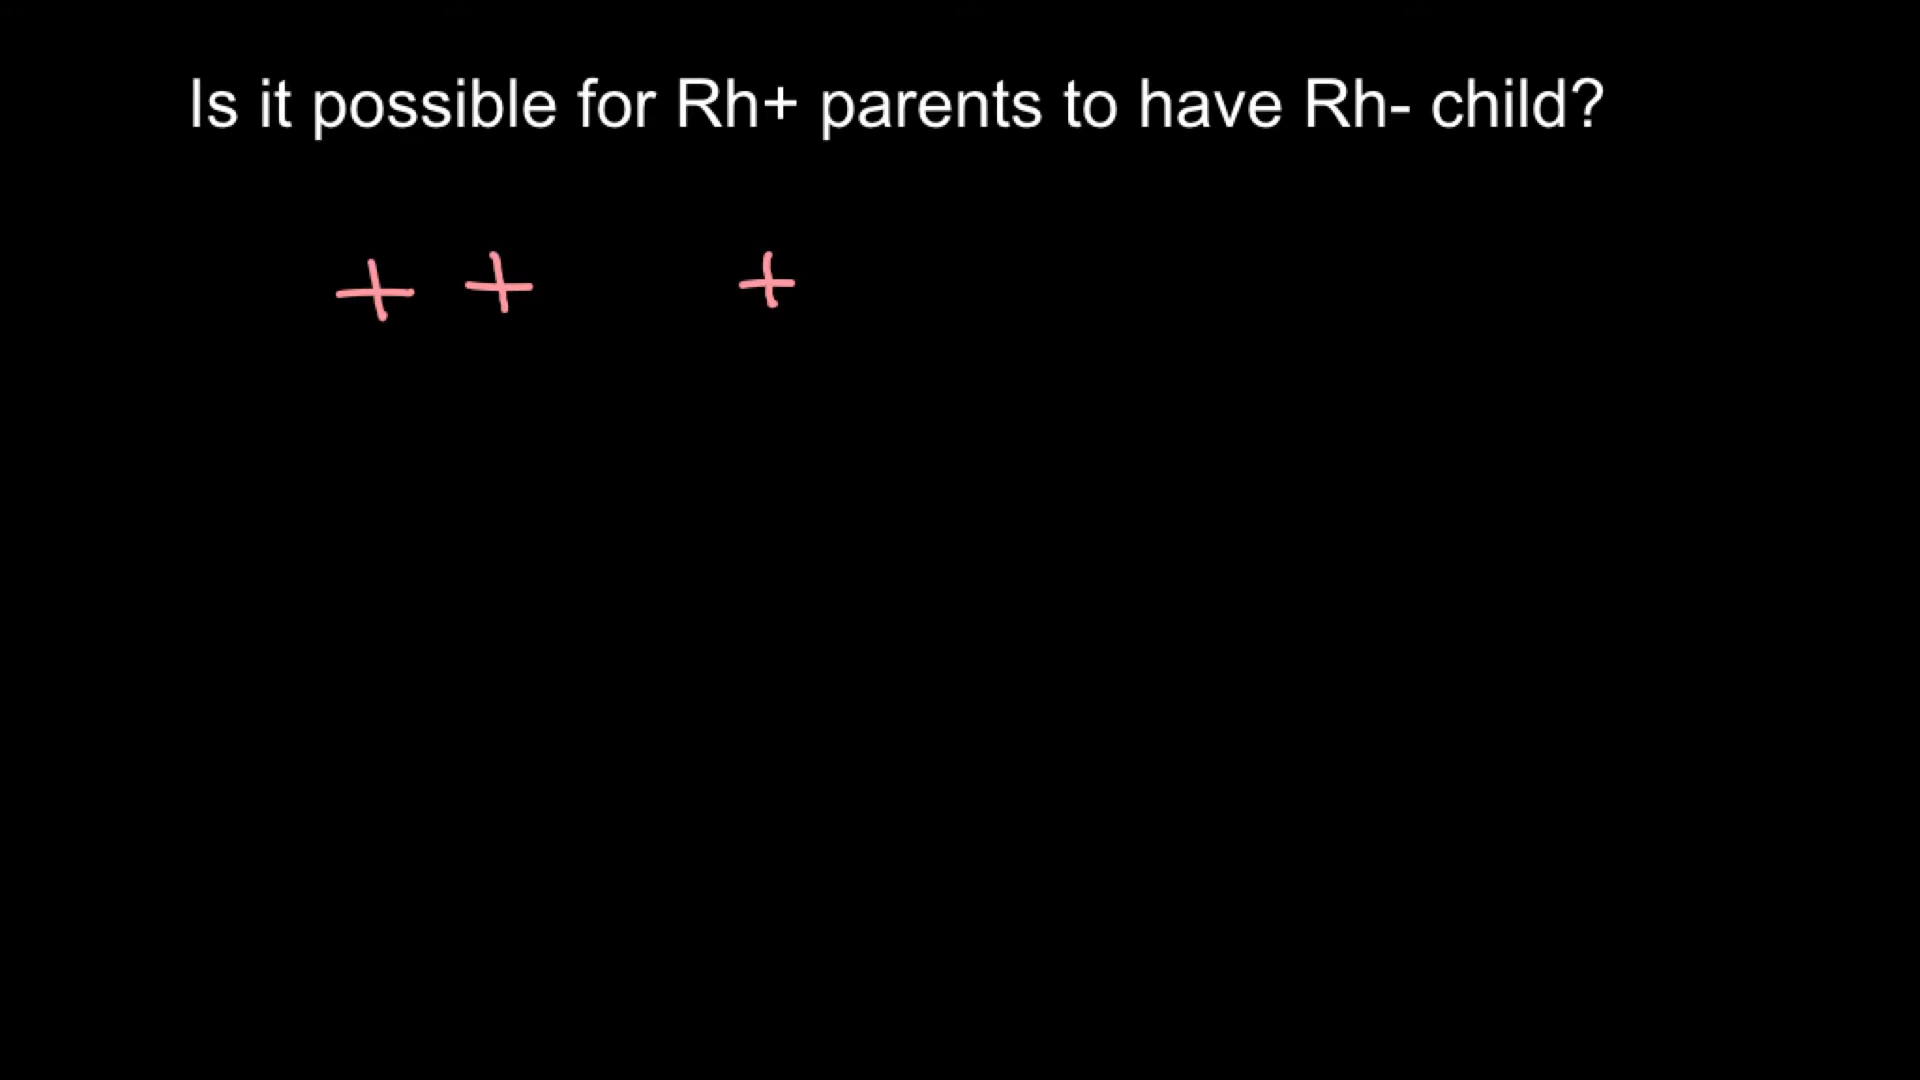 Is it possible for Rh+ parents to have Rh- child?
+ + +